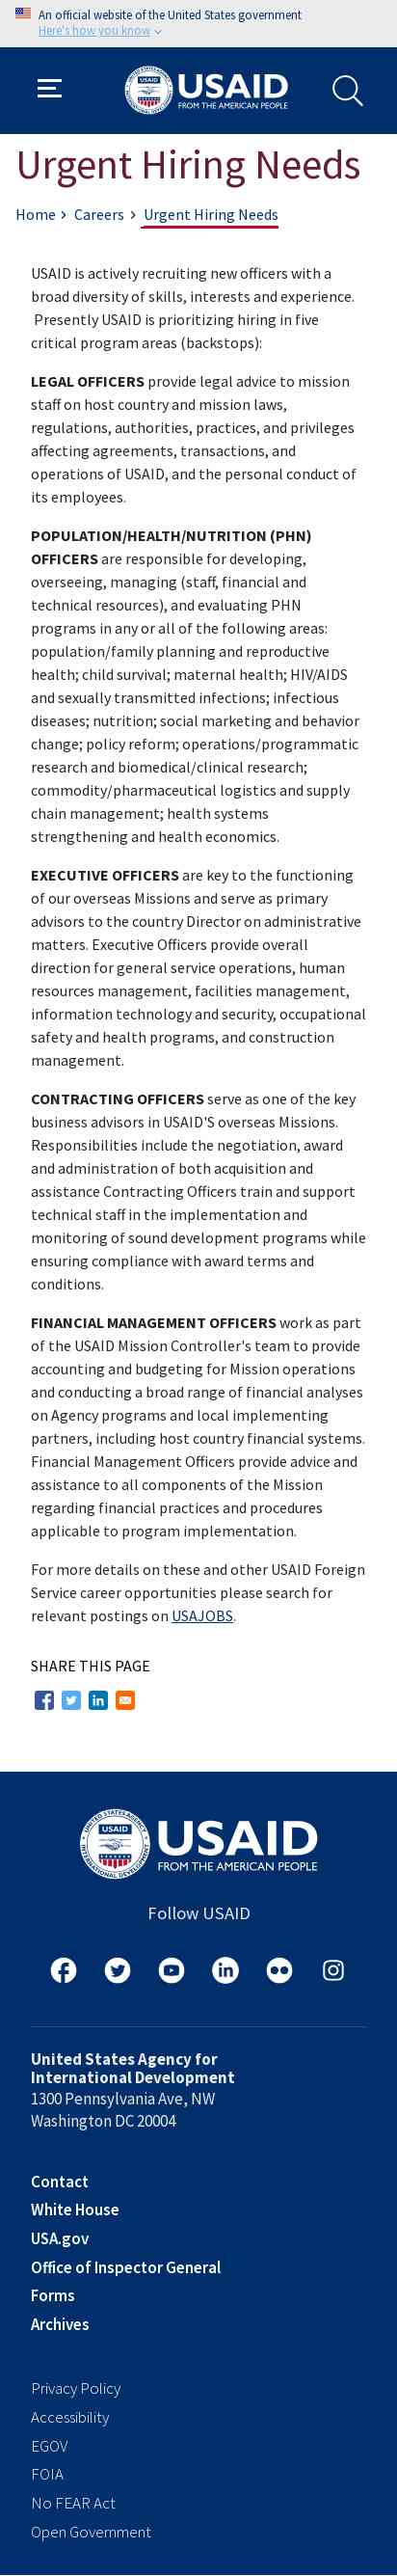 An official website of the United States government
Here's how you know
USAID
FROM THE AMERICAN PEOPLE
Urgent Hiring Needs
Home › Careers › Urgent Hiring Needs
USAID is actively recruiting new officers with a
broad diversity of skills, interests and experience.
Presently USAID is prioritizing hiring in five
critical program areas (backstops):
LEGAL OFFICERS provide legal advice to mission
staff on host country and mission laws,
regulations, authorities, practices, and privileges
affecting agreements, transactions, and
operations of USAID, and the personal conduct of
its employees.
POPULATION/HEALTH/NUTRITION (PHN)
OFFICERS are responsible for developing,
overseeing, managing (staff, financial and
technical resources), and evaluating PHN
programs in any or all of the following areas:
population/family planning and reproductive
health; child survival; maternal health; HIV/AIDS
and sexually transmitted infections; infectious
diseases; nutrition; social marketing and behavior
change; policy reform; operations/programmatic
research and biomedical/clinical research;
commodity/pharmaceutical logistics and supply
chain management; health systems
strengthening and health economics.
EXECUTIVE OFFICERS are key to the functioning
of our overseas Missions and serve as primary
advisors to the country Director on administrative
matters. Executive Officers provide overall
direction for general service operations, human
resources management, facilities management,
information technology and security, occupational
safety and health programs, and construction
management.
CONTRACTING OFFICERS serve as one of the key
business advisors in USAID'S overseas Missions.
Responsibilities include the negotiation, award
and administration of both acquisition and
assistance Contracting Officers train and support
technical staff in the implementation and
monitoring of sound development programs while
ensuring compliance with award terms and
conditions.
FINANCIAL MANAGEMENT OFFICERS work as part
of the USAID Mission Controller's team to provide
accounting and budgeting for Mission operations
and conducting a broad range of financial analyses
on Agency programs and local implementing
partners, including host country financial systems.
Financial Management Officers provide advice and
assistance to all components of the Mission
regarding financial practices and procedures
applicable to program implementation.
For more details on these and other USAID Foreign
Service career opportunities please search for
relevant postings on USAJOBS.
SHARE THIS PAGE
UNITED STATES AGENCY
USAID
INTERNATIONAL DEVELOPMENT
USAID
FROM THE AMERICAN PEOPLE
Follow USAID
United States Agency for
International Development
1300 Pennsylvania Ave, NW
Washington DC 20004
Contact
White House
USA.gov
Office of Inspector General
Forms
Archives
Privacy Policy
Accessibility
EGOV
FOIA
No FEAR Act
Open Government